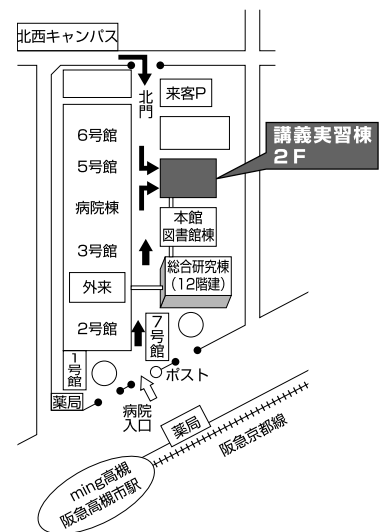 北西キャンパス
北門
来客P
6号館
5号館
講義実習棟
2F
病院棟
本館
図書館棟
3号館
総合研究棟
(12階建)
外来
2号館
7号館
1号館
ポスト
薬局
病院
入口
薬局
阪急京都線
ming高槻
阪急高槻市駅